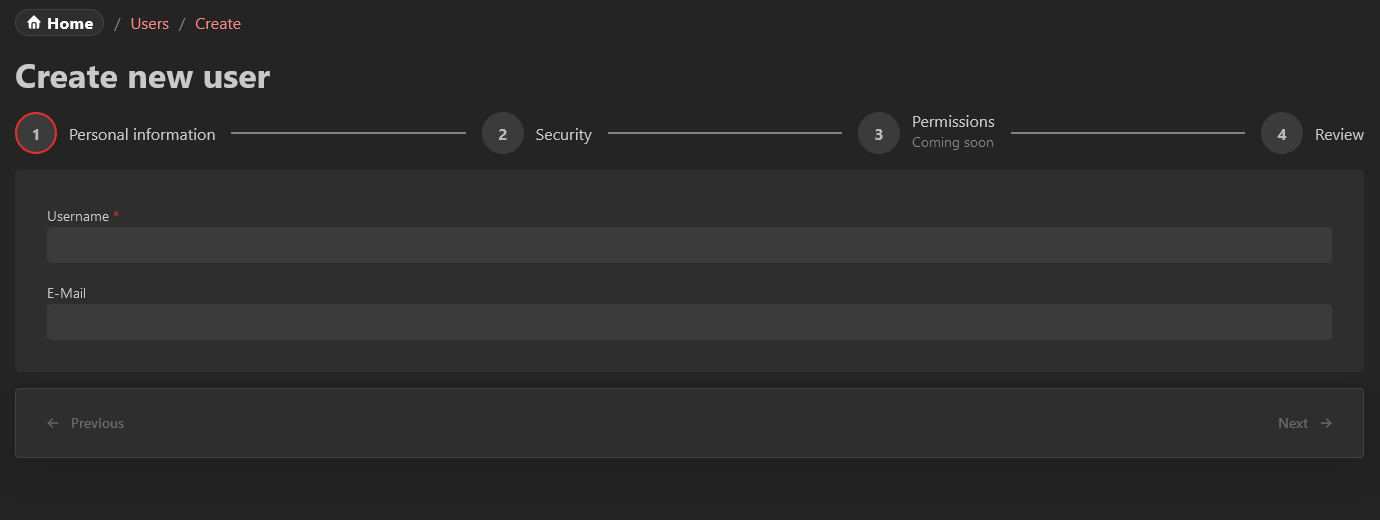 Home / Users / Create
Create new user
1 Personal information 2 Security 3 Permissions 4 Review
Coming soon
Username *
E-Mail
Previous Next